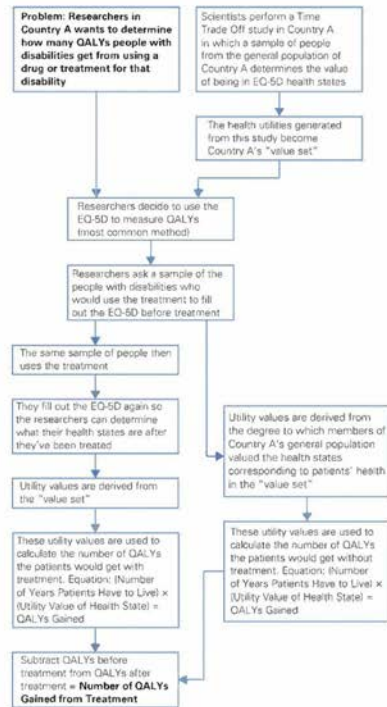 Problem: Researchers in
Country A wants to determine
how many QALYs people with
disabilities get from using a
drug or treatment for that
disability
Scientists perform a Time
Trade Off study in Country A
in which a sample of people
from the general population of
Country A determines the value
of being in EQ-5D health states
The health utilities generated
from this study become
Country A's "value set"
Researchers decide to use the
EQ-5D to measure QALYs
(most common method)
Researchers ask a sample of the
people with disabilities who
would use the treatment to fill
out the EQ-5D before treatment
The same sample of people then
uses the treatment
They fill out the EQ-5D again so
the researchers can determine
what their health states are after
they've been treated
Utility values are derived from
the "value set"
These utility values are used to
calculate the number of QALYs
the patients would get with
treatment. Equation: (Number
of Years Patients Have to Live) ×
(Utility Value of Health State) =
QALYs Gained
Utility values are derived from
the degree to which members of
Country A's general population
valued the health states
corresponding to patients' health
in the "value set"
These utility values are used to
calculate the number of QALYs
the patients would get without
treatment. Equation: (Number
of Years Patients Have to Live) ×
(Utility Value of Health State) =
QALYs Gained
Subtract QALYs before
treatment from QALYs after
treatment = Number of QALYs
Gained from Treatment